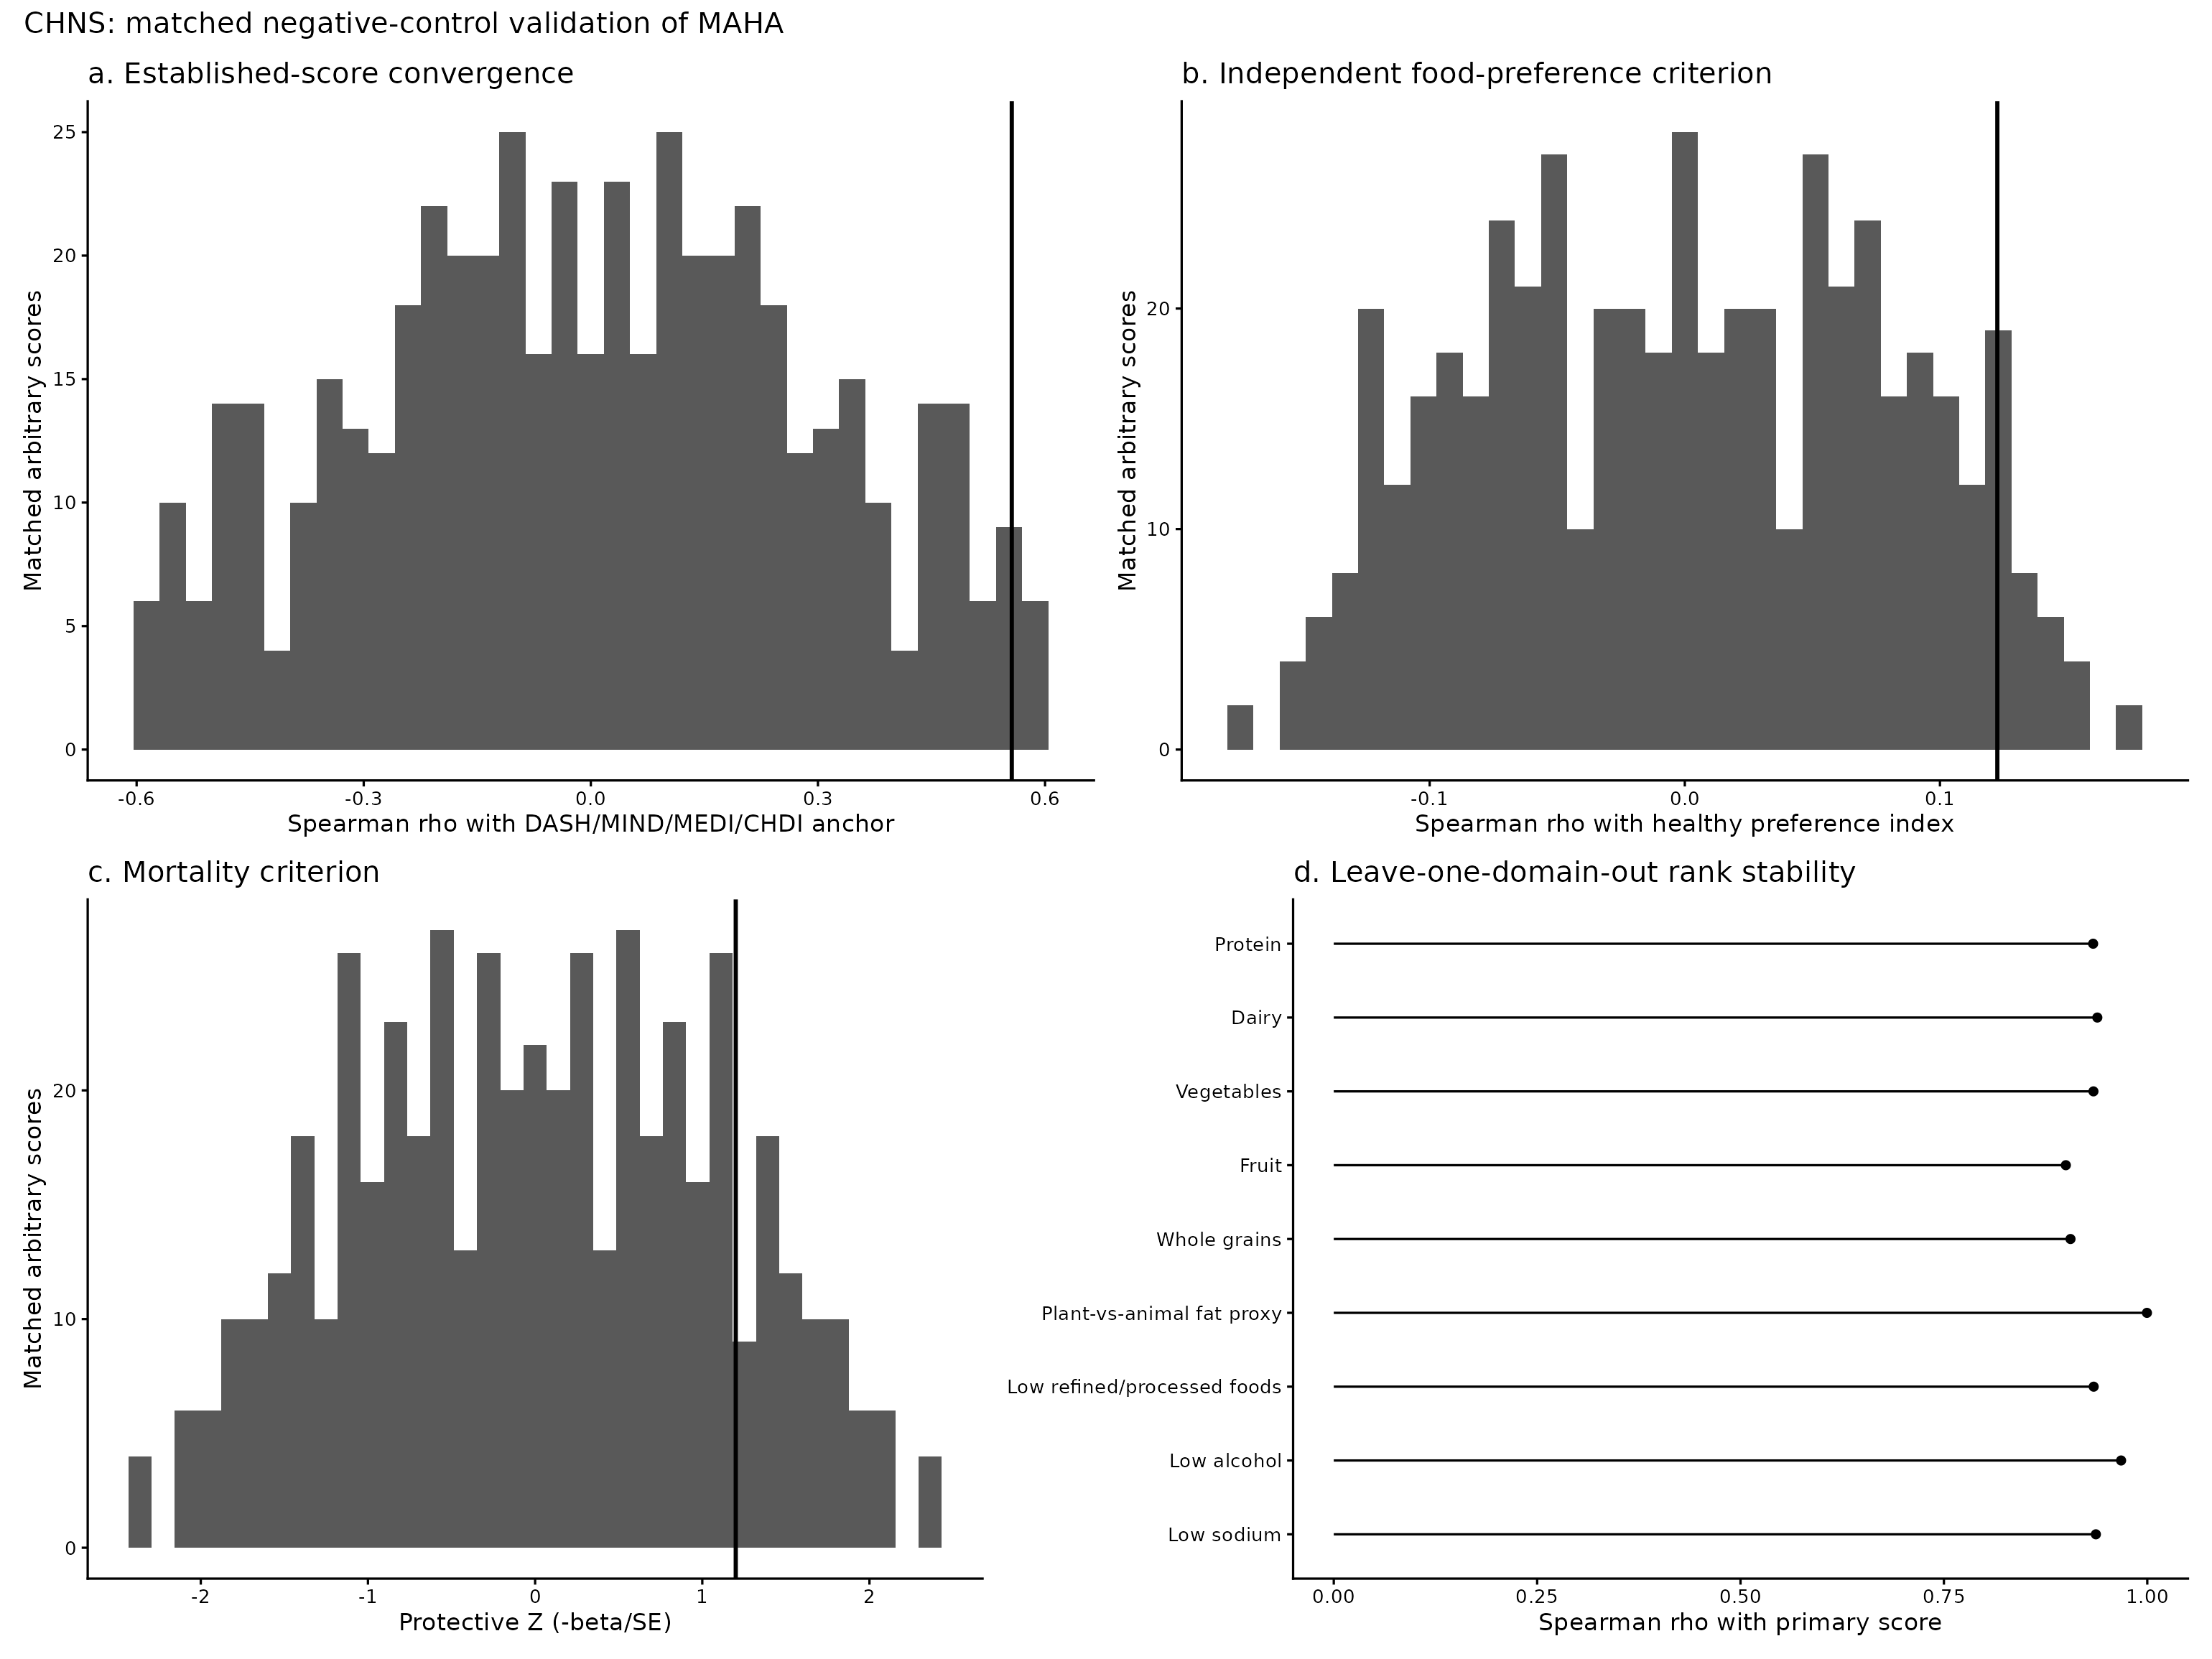 CHNS: matched negative-control validation of MAHA
a. Established-score convergence
Matched arbitrary scores
25
20
15
10
5
0
-0.6
-0.3
0.0
0.3
0.6
Spearman rho with DASH/MIND/MEDI/CHDI anchor
b. Independent food-preference criterion
Matched arbitrary scores
20
10
0
-0.1
0.0
0.1
Spearman rho with healthy preference index
c. Mortality criterion
Matched arbitrary scores
20
10
0
-2
-1
0
1
2
Protective Z (-beta/SE)
d. Leave-one-domain-out rank stability
Protein
Dairy
Vegetables
Fruit
Whole grains
Plant-vs-animal fat proxy
Low refined/processed foods
Low alcohol
Low sodium
0.00
0.25
0.50
0.75
1.00
Spearman rho with primary score